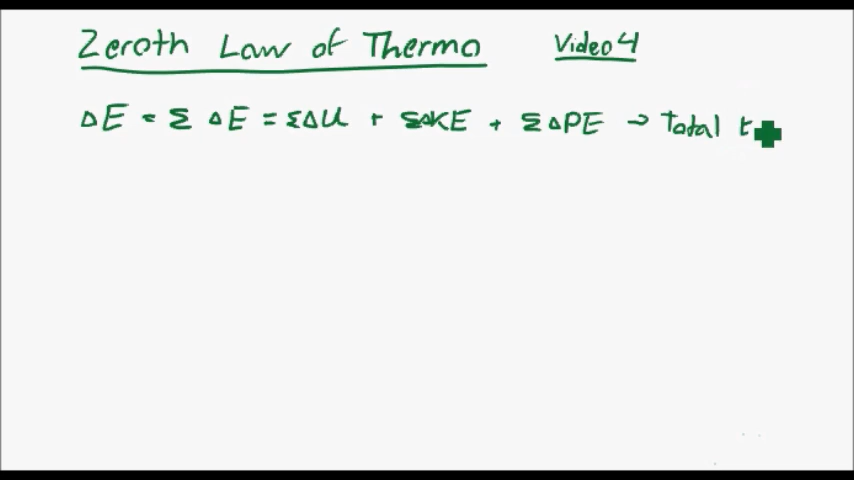 Zeroth Law of Thermo Video 4
ΔE = Σ ΔE = ΣΔU + ΣΔKE + ΣΔPE → Total